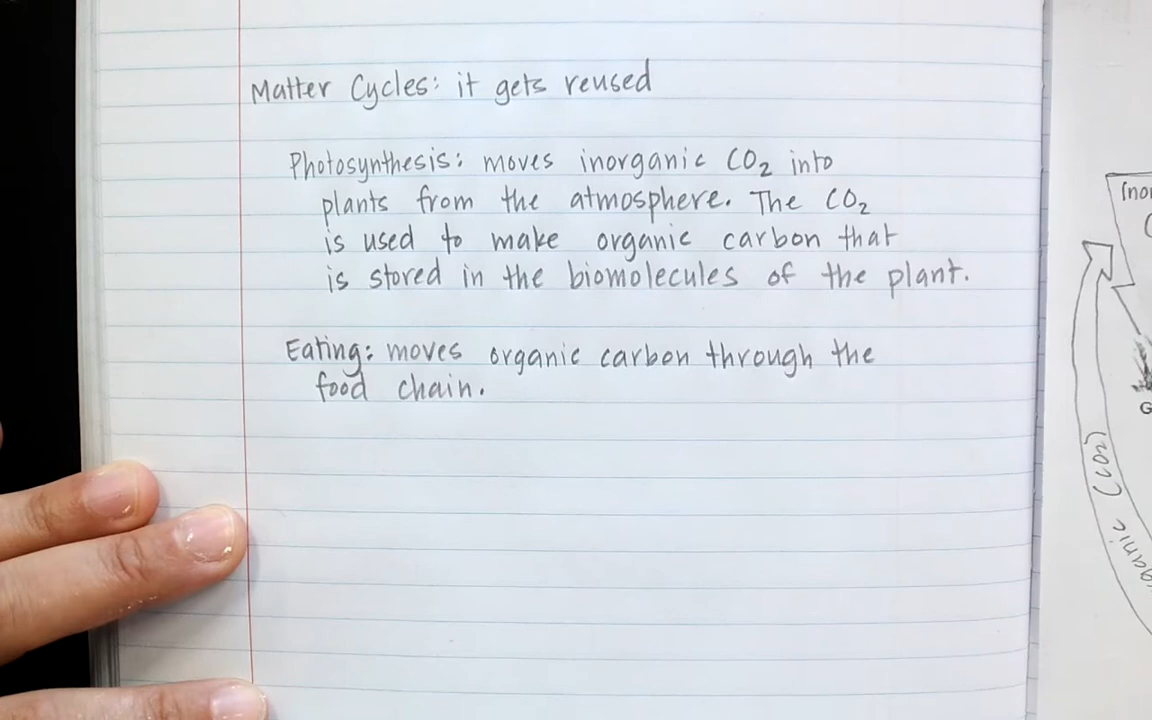 Matter Cycles: it gets reused
Photosynthesis: moves inorganic CO₂ into
plants from the atmosphere. The CO₂
is used to make organic carbon that
is stored in the biomolecules of the plant.
Eating: moves organic carbon through the
food chain.
(CO₂)